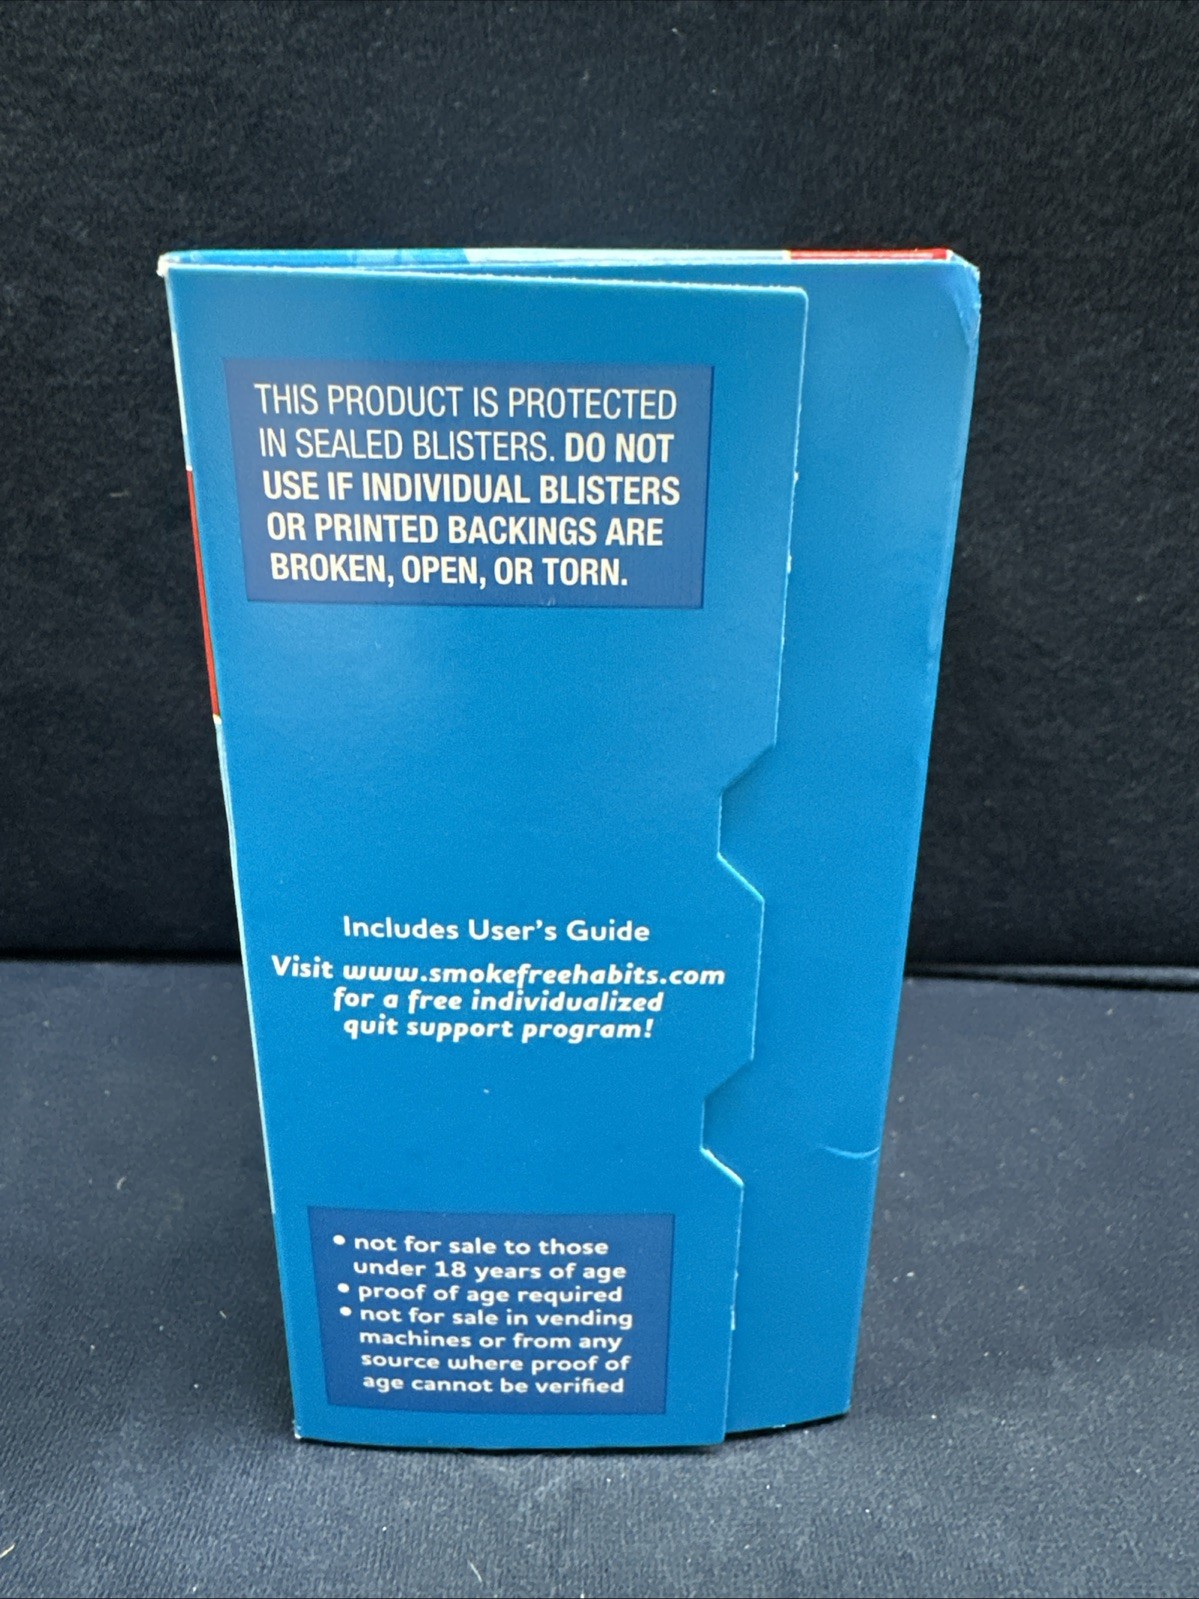 THIS PRODUCT IS PROTECTED
IN SEALED BLISTERS. DO NOT
USE IF INDIVIDUAL BLISTERS
OR PRINTED BACKINGS ARE
BROKEN, OPEN, OR TORN.
Includes User's Guide
Visit www.smokefreehabits.com
for a free individualized
quit support program!
• not for sale to those
under 18 years of age
• proof of age required
• not for sale in vending
machines or from any
source where proof of
age cannot be verified